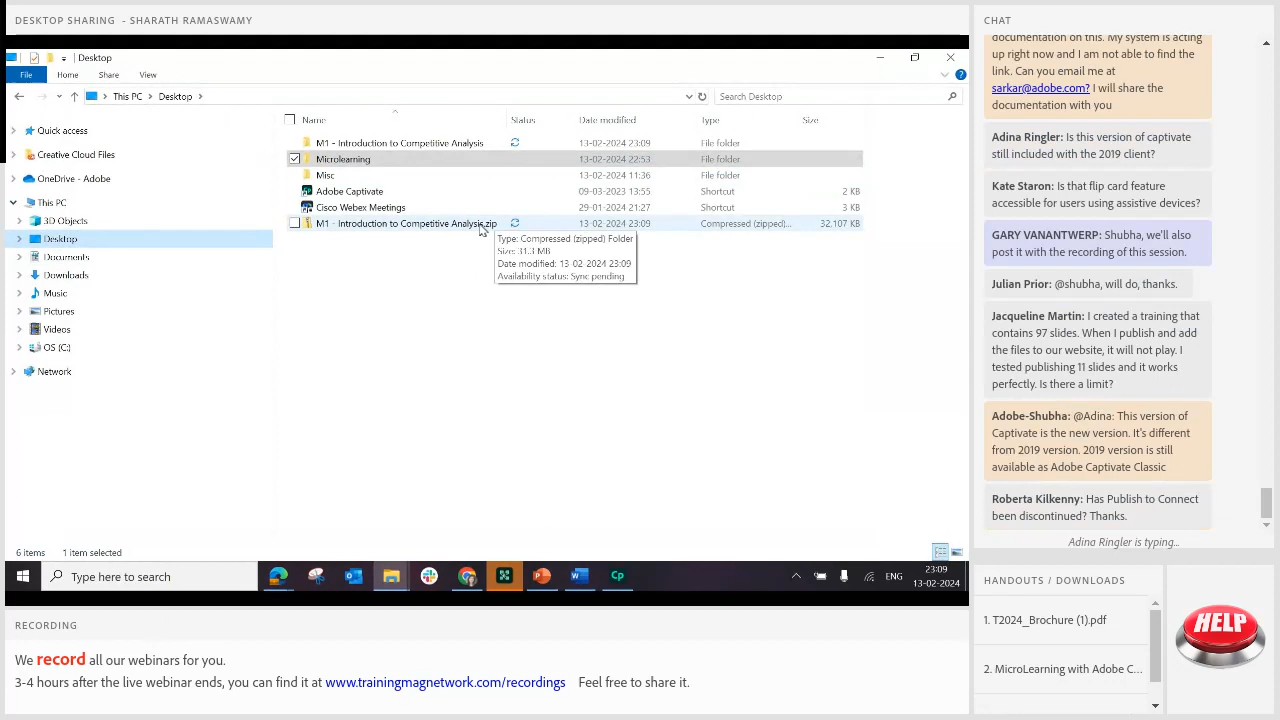 DESKTOP SHARING - SHARATH RAMASWAMY
Desktop
File Home Share View
This PC Desktop
Search Desktop
Name Status Date modified Type Size
Quick access
Creative Cloud Files
OneDrive - Adobe
This PC
3D Objects
Desktop
Documents
Downloads
Music
Pictures
Videos
OS (C:)
Network
M1 - Introduction to Competitive Analysis 13-02-2024 23:09 File folder
Microlearning 13-02-2024 22:53 File folder
Misc 13-02-2024 11:36 File folder
Adobe Captivate 09-03-2023 13:55 Shortcut 2 KB
Cisco Webex Meetings 29-01-2024 21:27 Shortcut 3 KB
M1 - Introduction to Competitive Analysis.zip 13-02-2024 23:09 Compressed (zipped)... 32,107 KB
Type: Compressed (zipped) Folder
Size: 31.3 MB
Date modified: 13-02-2024 23:09
Availability status: Sync pending
6 items 1 item selected
Type here to search
ENG
23:09
13-02-2024
RECORDING
We record all our webinars for you.
3-4 hours after the live webinar ends, you can find it at www.trainingmagnetwork.com/recordings Feel free to share it.
CHAT
documentation on this. My system is acting
up right now and I am not able to find the
link. Can you email me at
sarkar@adobe.com? I will share the
documentation with you
Adina Ringler: Is this version of captivate
still included with the 2019 client?
Kate Staron: Is that flip card feature
accessible for users using assistive devices?
GARY VANANTWERP: Shubha, we'll also
post it with the recording of this session.
Julian Prior: @shubha, will do, thanks.
Jacqueline Martin: I created a training that
contains 97 slides. When I publish and add
the files to our website, it will not play. I
tested publishing 11 slides and it works
perfectly. Is there a limit?
Adobe-Shubha: @Adina: This version of
Captivate is the new version. It's different
from 2019 version. 2019 version is still
available as Adobe Captivate Classic
Roberta Kilkenny: Has Publish to Connect
been discontinued? Thanks.
Adina Ringler is typing...
HANDOUTS / DOWNLOADS
1. T2024_Brochure (1).pdf
2. MicroLearning with Adobe C...
HELP